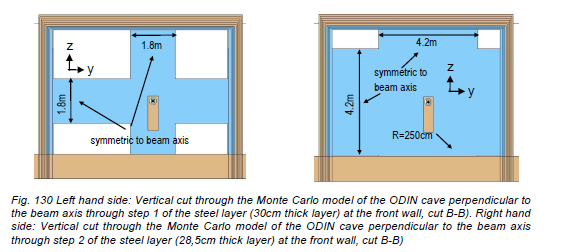 1.8m
z
y
1.8m
symmetric to beam axis
4.2m
symmetric to
beam axis
z
y
4.2m
R=250cm
Fig. 130 Left hand side: Vertical cut through the Monte Carlo model of the ODIN cave perpendicular to
the beam axis through step 1 of the steel layer (30cm thick layer) at the front wall, cut B-B). Right hand
side: Vertical cut through the Monte Carlo model of the ODIN cave perpendicular to the beam axis
through step 2 of the steel layer (28,5cm thick layer) at the front wall, cut B-B)